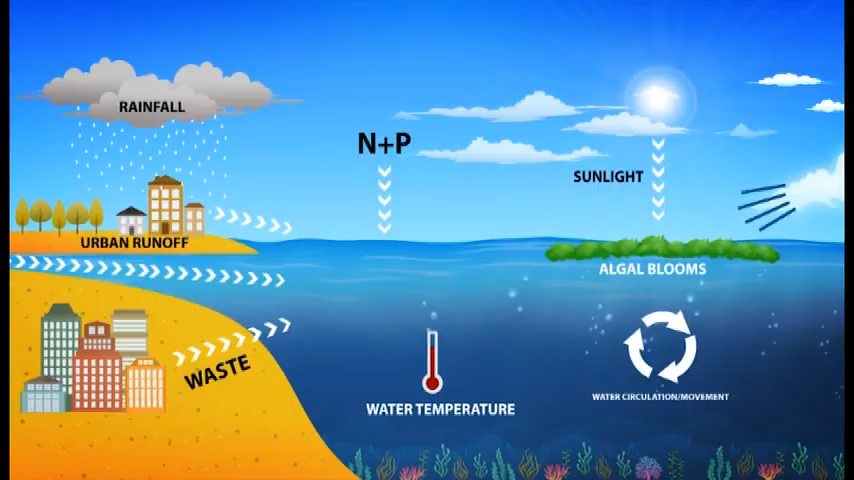 RAINFALL
N+P
SUNLIGHT
URBAN RUNOFF
ALGAL BLOOMS
WASTE
WATER TEMPERATURE
WATER CIRCULATION/MOVEMENT